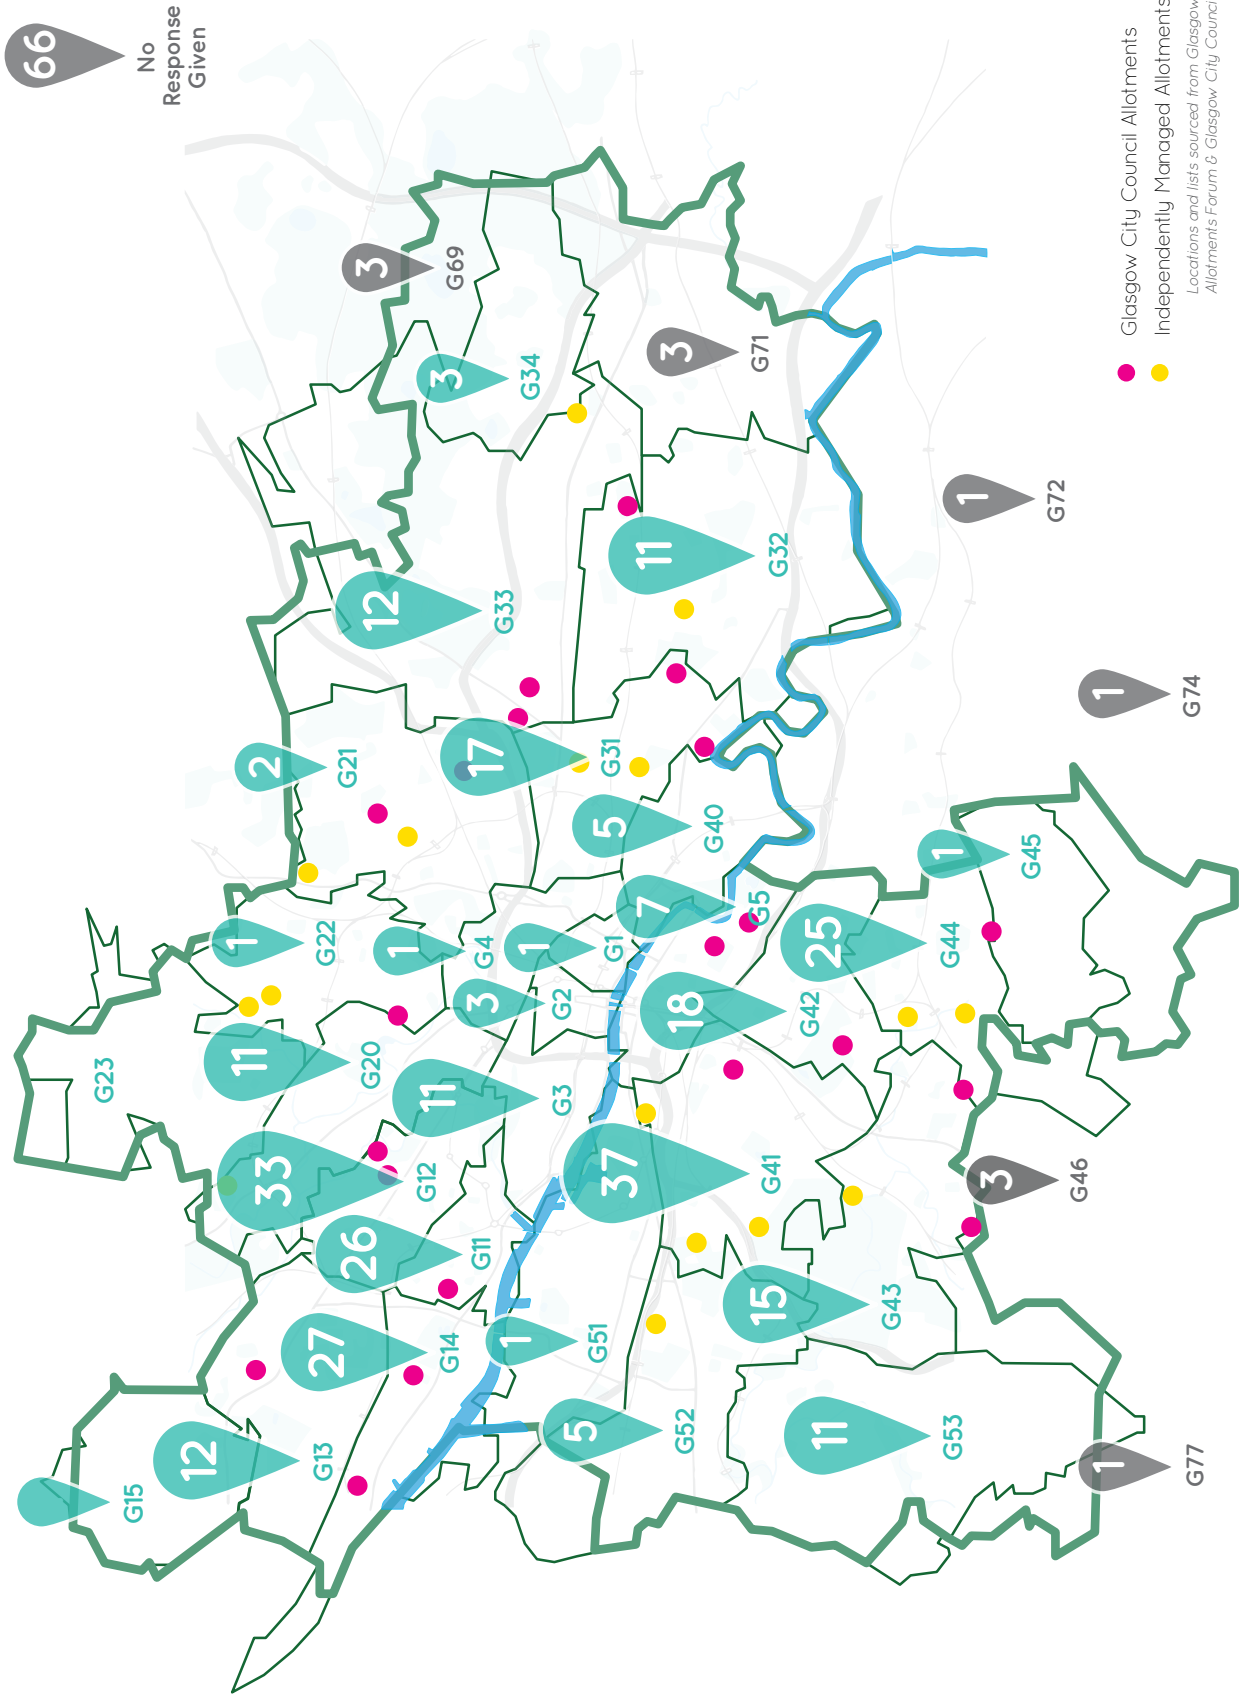 66
No
Response
Given
G15
12
G13
27
G14
26
G11
33
G12
11
G20
G23
1
G22
2
G21
12
G33
3
G69
3
G34
1
G4
3
G2
11
G3
1
G1
17
G31
5
G40
7
G5
11
G32
3
G71
1
G51
5
G52
37
G41
18
G42
25
G44
15
G43
11
G53
1
G45
1
G72
3
G46
1
G74
1
G77
Glasgow City Council Allotments
Independently Managed Allotments
Locations and lists sourced from Glasgow
Allotments Forum & Glasgow City Council